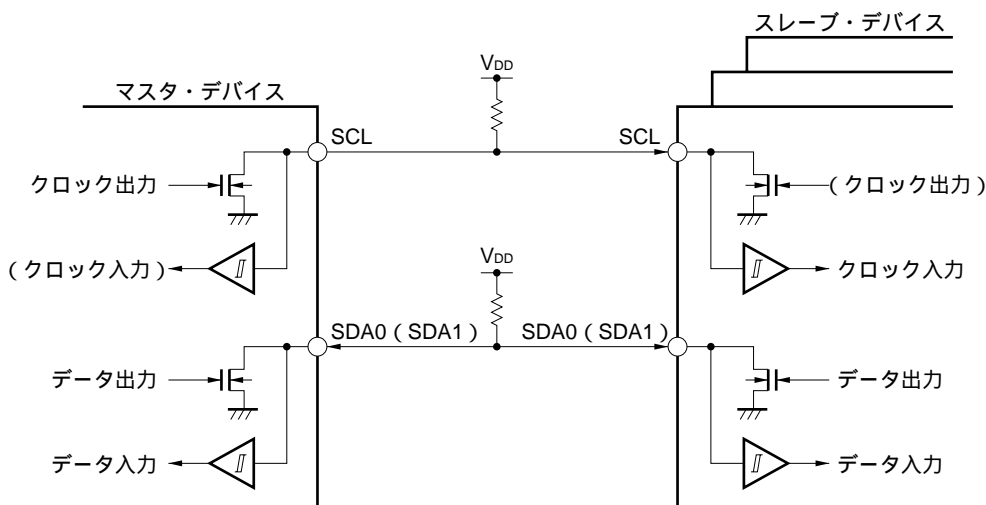 スレーブ・デバイス
VDD
マスタ・デバイス
SCL
SCL
クロック出力
(クロック出力)
(クロック入力)
クロック入力
VDD
SDA0(SDA1)
SDA0(SDA1)
データ出力
データ出力
データ入力
データ入力